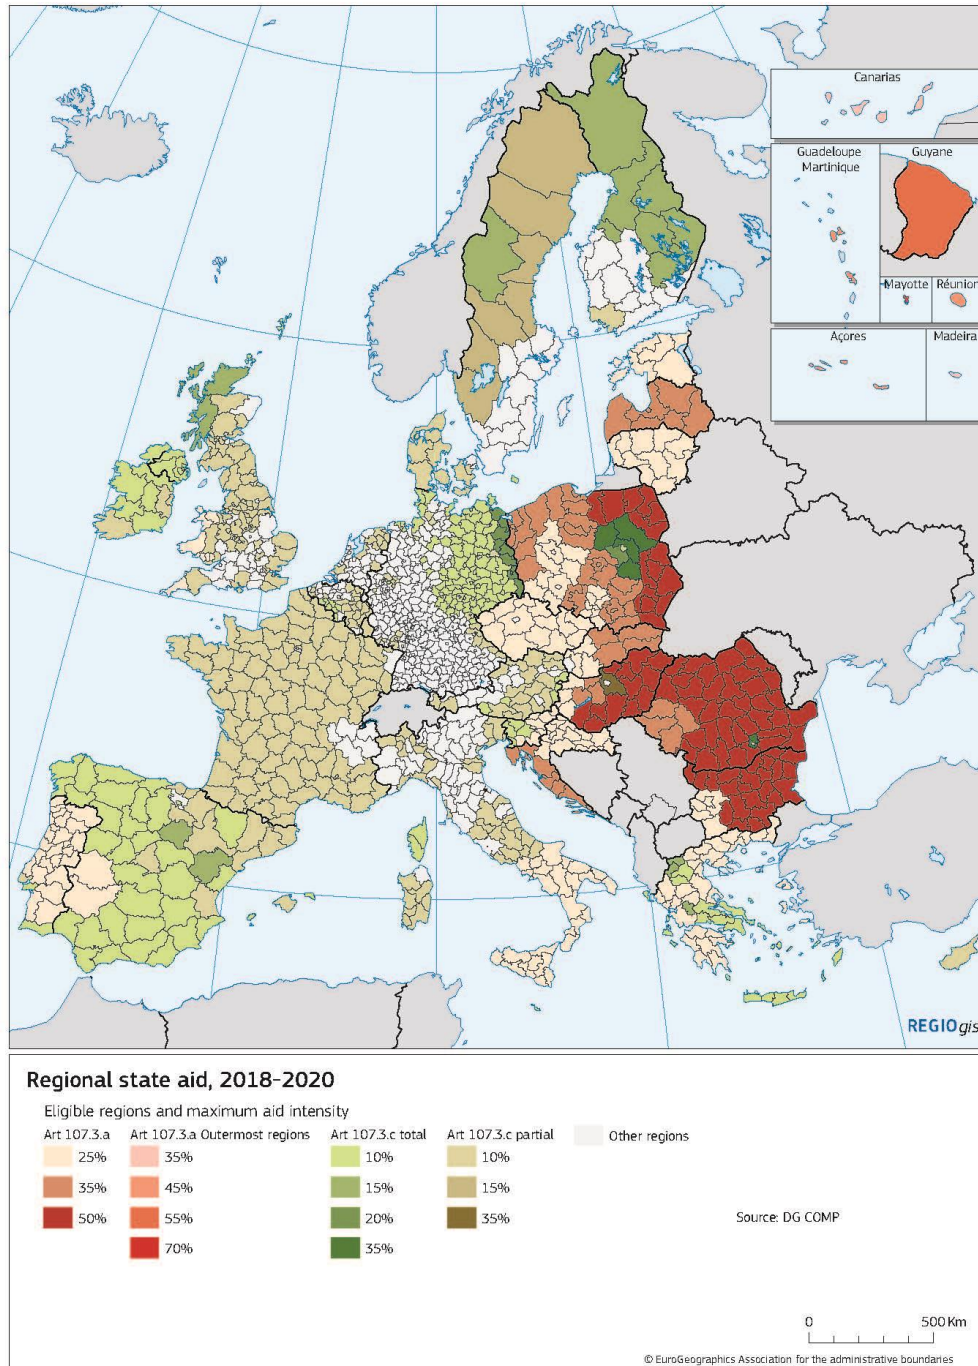 Canarias
Guadeloupe
Martinique
Guyane
Mayotte
Réunion
Açores
Madeira
REGIOgis
Regional state aid, 2018-2020
Eligible regions and maximum aid intensity
Art 107.3.a
25%
35%
50%
Art 107.3.a Outermost regions
35%
45%
55%
70%
Art 107.3.c total
10%
15%
20%
35%
Art 107.3.c partial
10%
15%
35%
Other regions
Source: DG COMP
0 500 Km
© EuroGeographics Association for the administrative boundaries